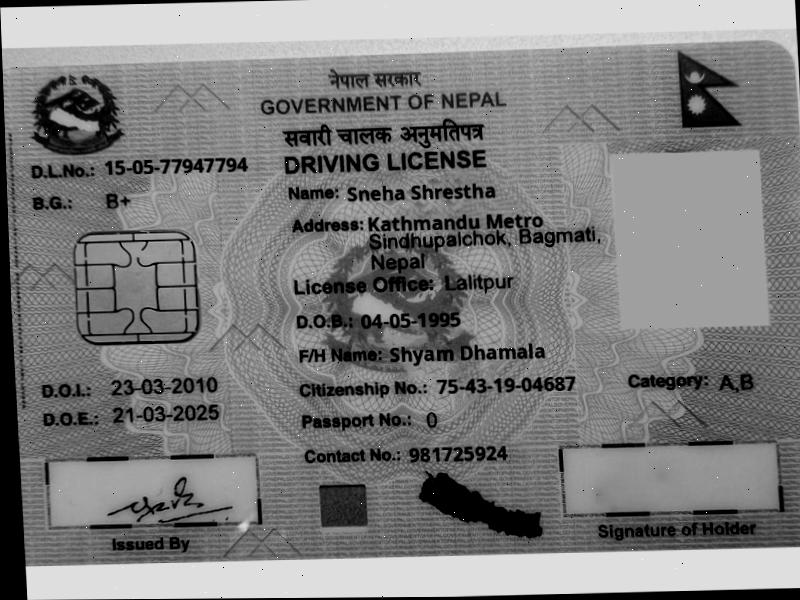 नेपाल सरकार
GOVERNMENT OF NEPAL
सवारी चालक अनुमतिपत्र
DRIVING LICENSE
D.L.No.: 15-05-77947794
B.G.: B+
Name: Sneha Shrestha
Address: Kathmandu Metro
Sindhupalchok, Bagmati,
Nepal
License Office: Lalitpur
D.O.B.: 04-05-1995
F/H Name: Shyam Dhamala
D.O.I.: 23-03-2010
Citizenship No.: 75-43-19-04687
Category: A,B
D.O.E.: 21-03-2025
Passport No.: 0
Contact No.: 981725924
Issued By
Signature of Holder